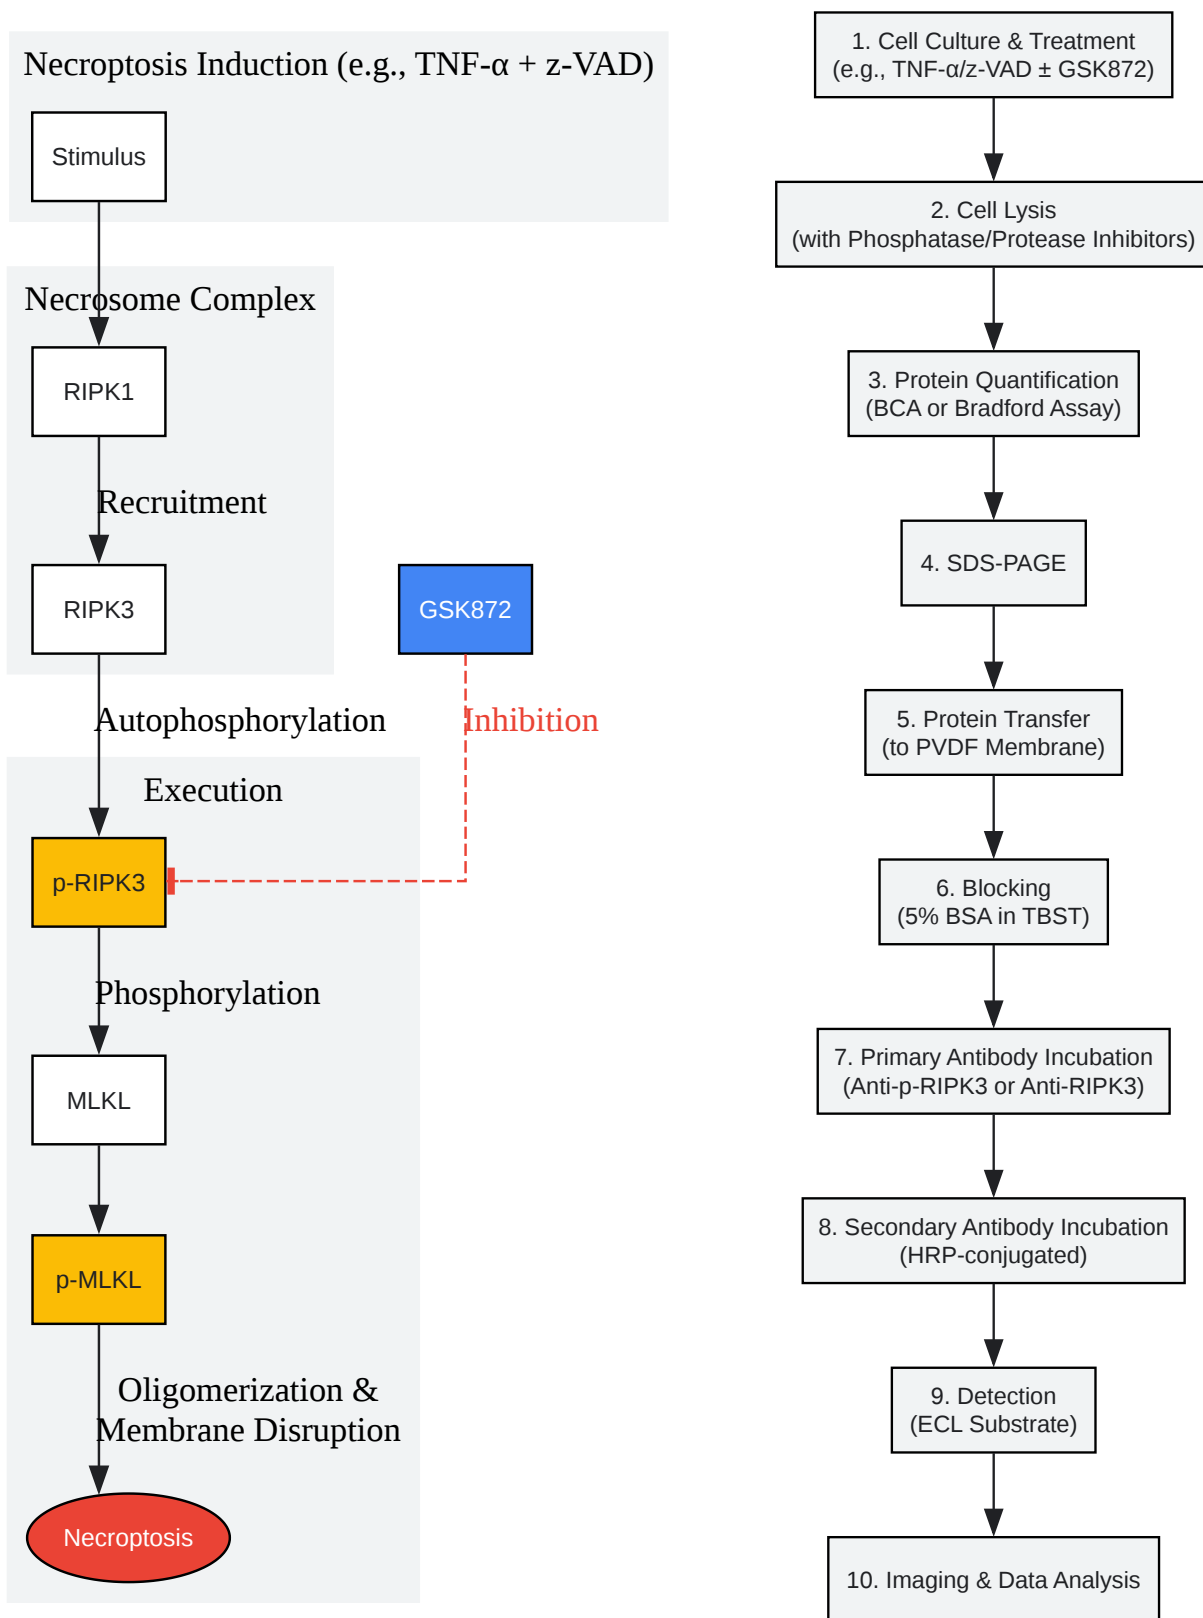 Necroptosis Induction (e.g., TNF-α + z-VAD)
Stimulus
Necrosome Complex
RIPK1
Recruitment
RIPK3
GSK872
Autophosphorylation
Inhibition
Execution
p-RIPK3
Phosphorylation
MLKL
p-MLKL
Oligomerization &
Membrane Disruption
Necroptosis
1. Cell Culture & Treatment
(e.g., TNF-α/z-VAD ± GSK872)
2. Cell Lysis
(with Phosphatase/Protease Inhibitors)
3. Protein Quantification
(BCA or Bradford Assay)
4. SDS-PAGE
5. Protein Transfer
(to PVDF Membrane)
6. Blocking
(5% BSA in TBST)
7. Primary Antibody Incubation
(Anti-p-RIPK3 or Anti-RIPK3)
8. Secondary Antibody Incubation
(HRP-conjugated)
9. Detection
(ECL Substrate)
10. Imaging & Data Analysis